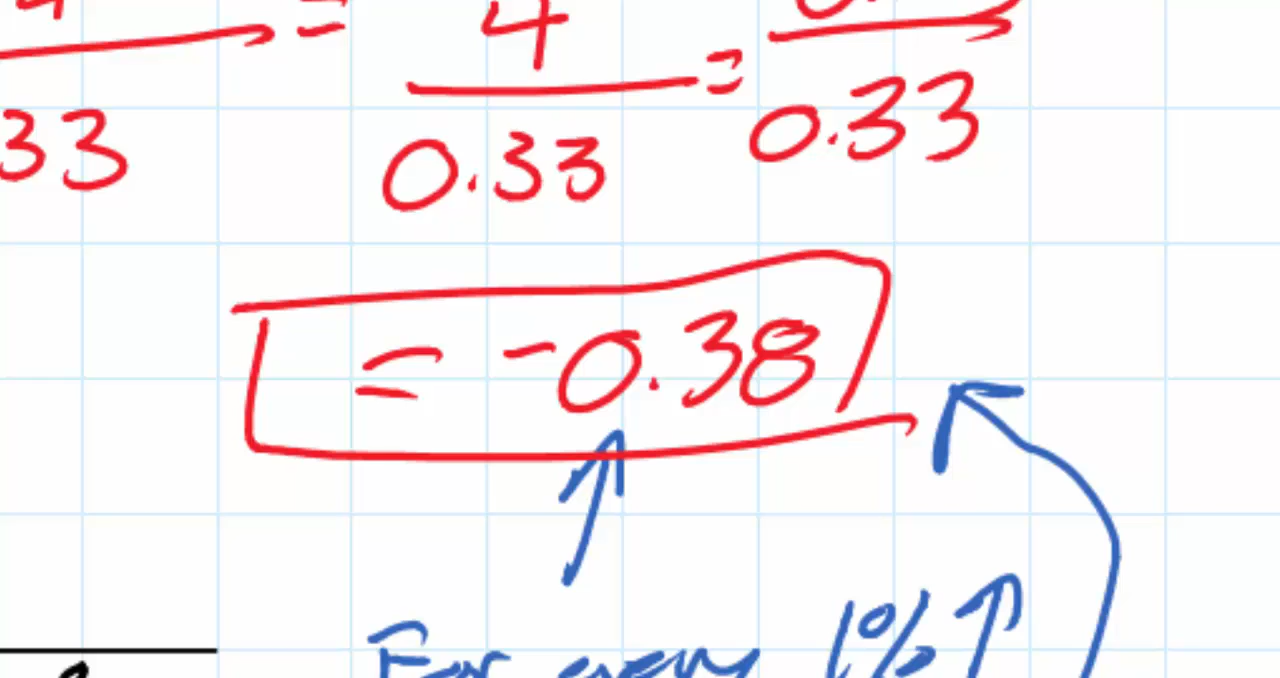 = 4 =
33 0.33 0.33
= -0.38
For every 1% ↑